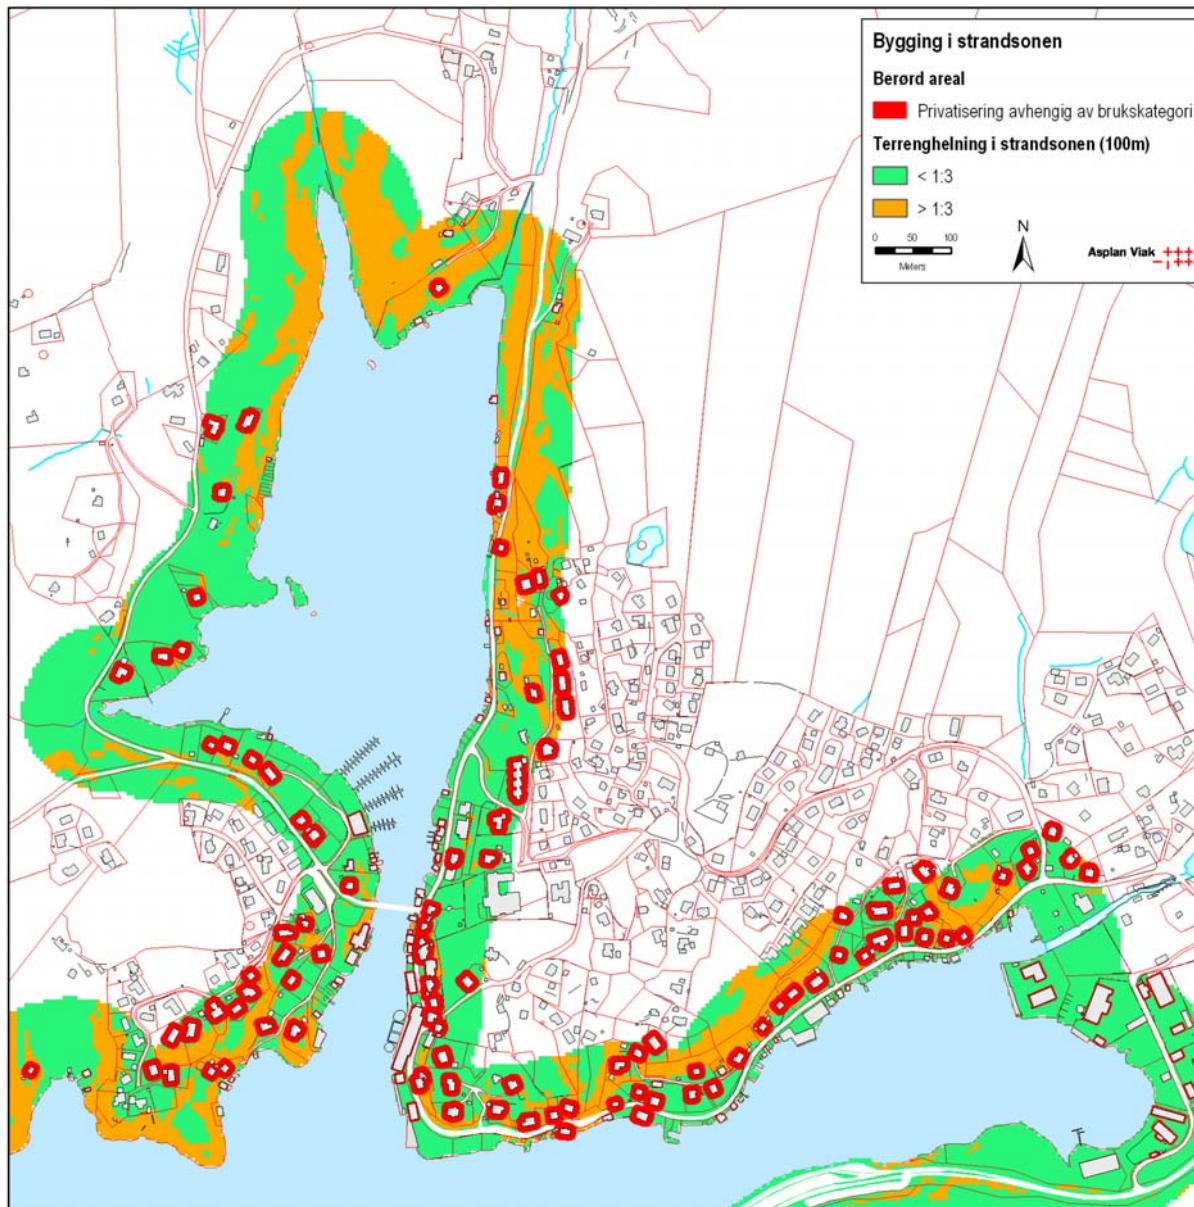 Bygging i strandsonen
Berørd areal
Privatisering avhengig av brukskategori
Terrenghelning i strandsonen (100m)
< 1:3
> 1:3
0 50 100
Meters
N
Asplan Viak